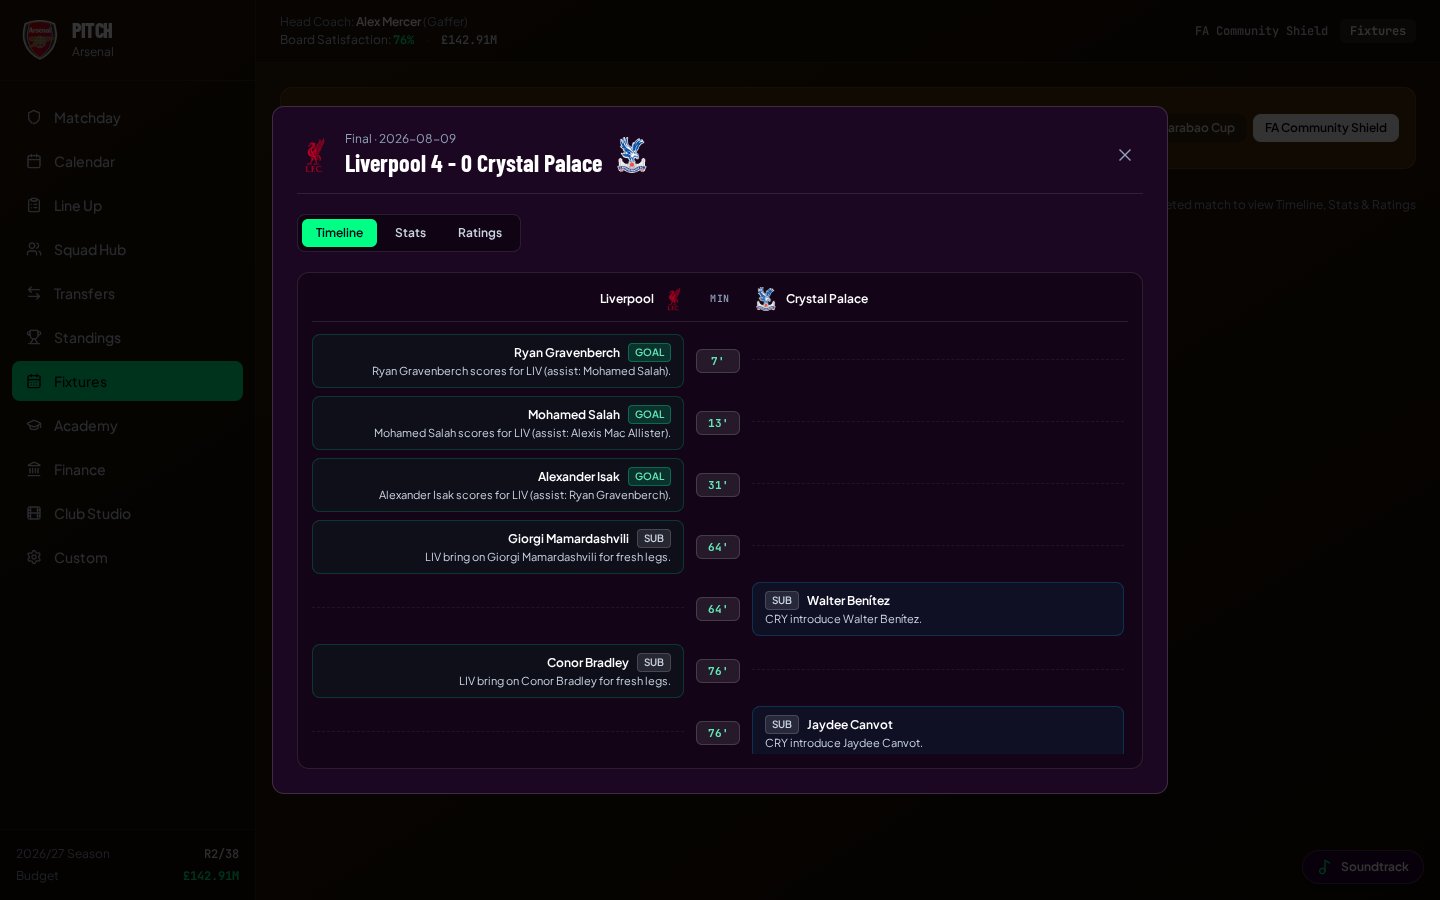 Arsenal
PITCH
Arsenal
Head Coach: Alex Mercer (Gaffer)
Board Satisfaction: 76% · £142.91M
FA Community Shield
Fixtures
Matchday
Calendar
Line Up
Squad Hub
Transfers
Standings
Fixtures
Academy
Finance
Club Studio
Custom
2026/27 Season R2/38
Budget £142.91M
arabao Cup
FA Community Shield
eted match to view Timeline, Stats & Ratings
L.F.C.
Final · 2026-08-09
Liverpool 4 - 0 Crystal Palace
Timeline
Stats
Ratings
Liverpool
MIN
Crystal Palace
Ryan Gravenberch GOAL
Ryan Gravenberch scores for LIV (assist: Mohamed Salah).
7'
Mohamed Salah GOAL
Mohamed Salah scores for LIV (assist: Alexis Mac Allister).
13'
Alexander Isak GOAL
Alexander Isak scores for LIV (assist: Ryan Gravenberch).
31'
Giorgi Mamardashvili SUB
LIV bring on Giorgi Mamardashvili for fresh legs.
64'
64'
SUB Walter Benítez
CRY introduce Walter Benítez.
Conor Bradley SUB
LIV bring on Conor Bradley for fresh legs.
76'
76'
SUB Jaydee Canvot
CRY introduce Jaydee Canvot.
Soundtrack